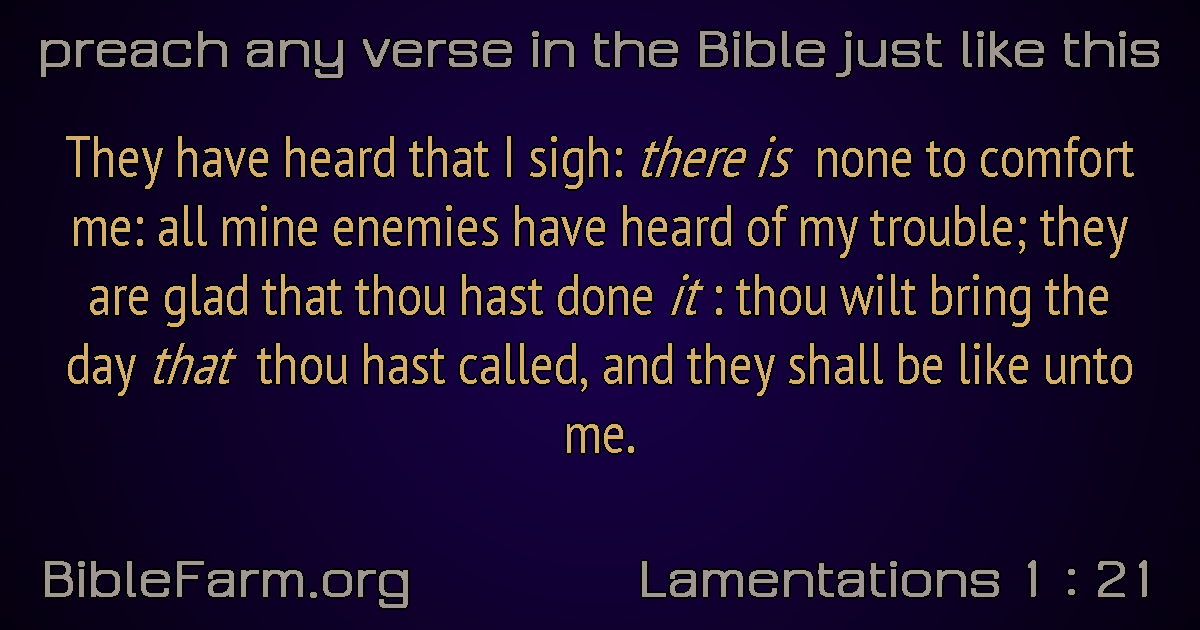 preach any verse in the Bible just like this
They have heard that I sigh: there is none to comfort
me: all mine enemies have heard of my trouble; they
are glad that thou hast done it : thou wilt bring the
day that thou hast called, and they shall be like unto
me.
BibleFarm.org
Lamentations 1 : 21